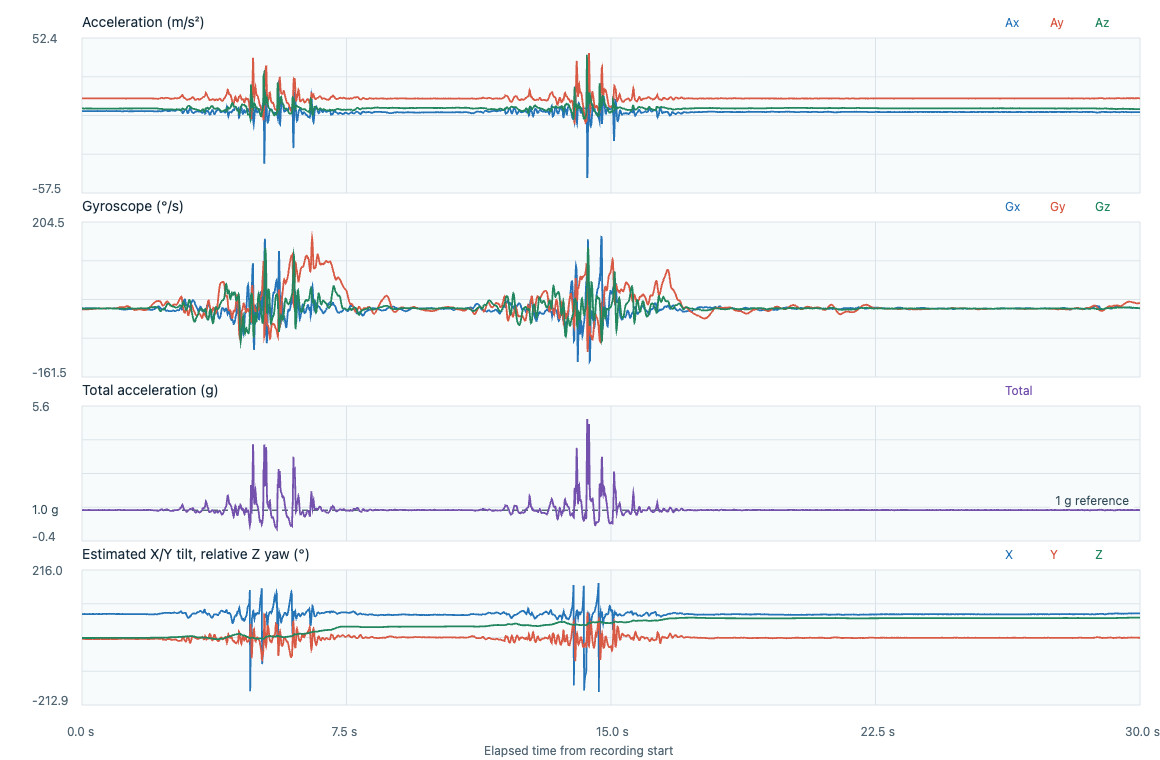 Acceleration (m/s²) Ax Ay Az
52.4
-57.5
Gyroscope (°/s) Gx Gy Gz
204.5
-161.5
Total acceleration (g) Total
5.6
1 g reference
1.0 g
-0.4
Estimated X/Y tilt, relative Z yaw (°) X Y Z
216.0
-212.9
0.0 s 7.5 s 15.0 s 22.5 s 30.0 s
Elapsed time from recording start